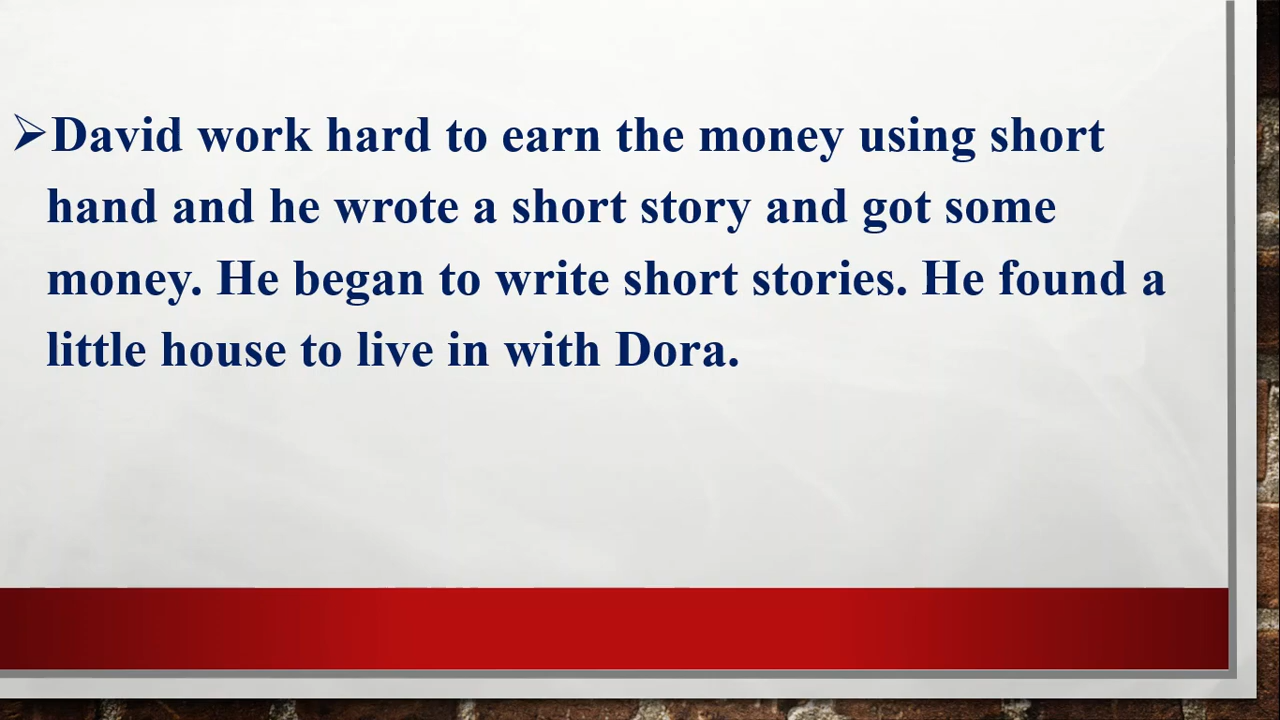 ➢David work hard to earn the money using short
hand and he wrote a short story and got some
money. He began to write short stories. He found a
little house to live in with Dora.